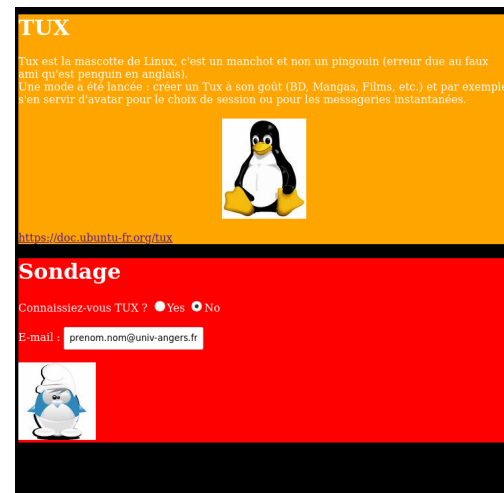 TUX
Tux est la mascotte de Linux, c'est un manchot et non un pingouin (erreur due au faux
ami qu'est penguin en anglais).
Une mode a été lancée : créer un Tux à son goût (BD, Mangas, Films, etc.) et par exemple
s'en servir d'avatar pour le choix de session ou pour les messageries instantanées.
https://doc.ubuntu-fr.org/tux
Sondage
Connaissiez-vous TUX ? Yes No
E-mail : prenom.nom@univ-angers.fr